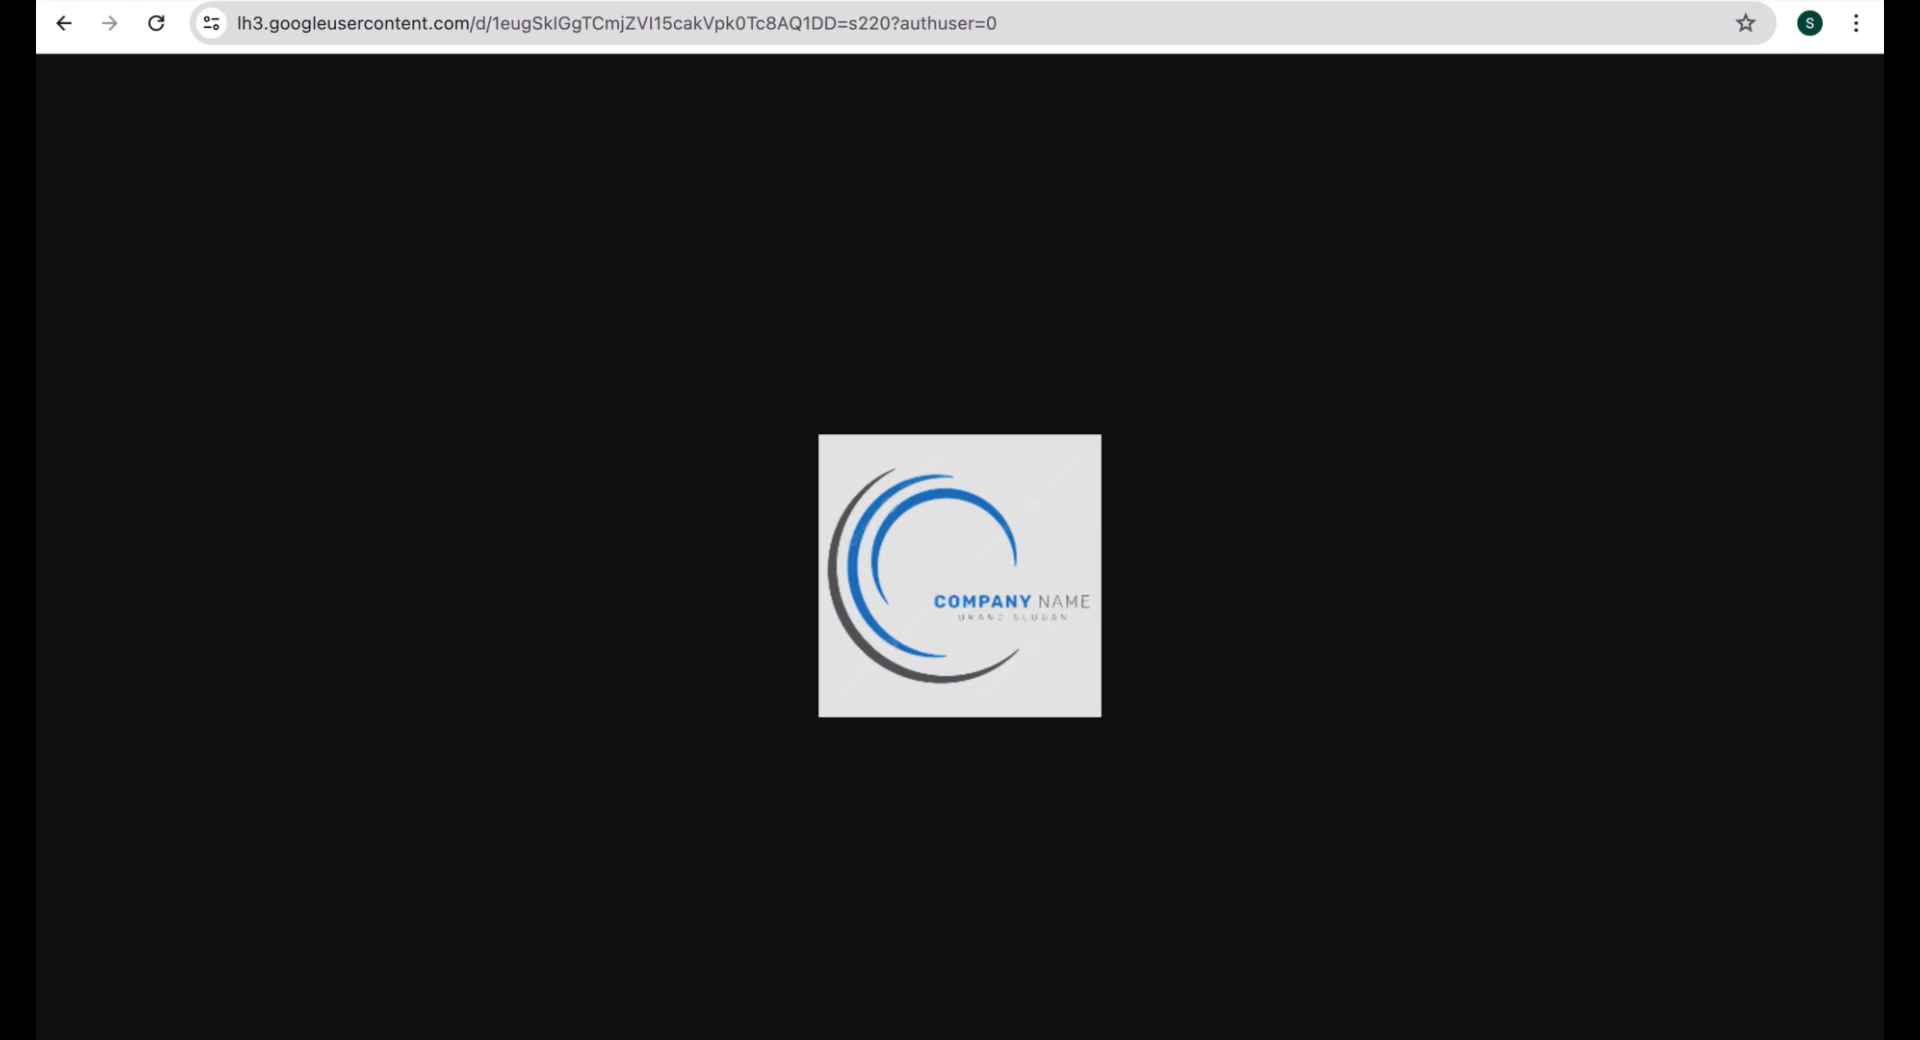 lh3.googleusercontent.com/d/1eugSklGgTCmjZVI15cakVpk0Tc8AQ1DD=s220?authuser=0
S
COMPANY NAME